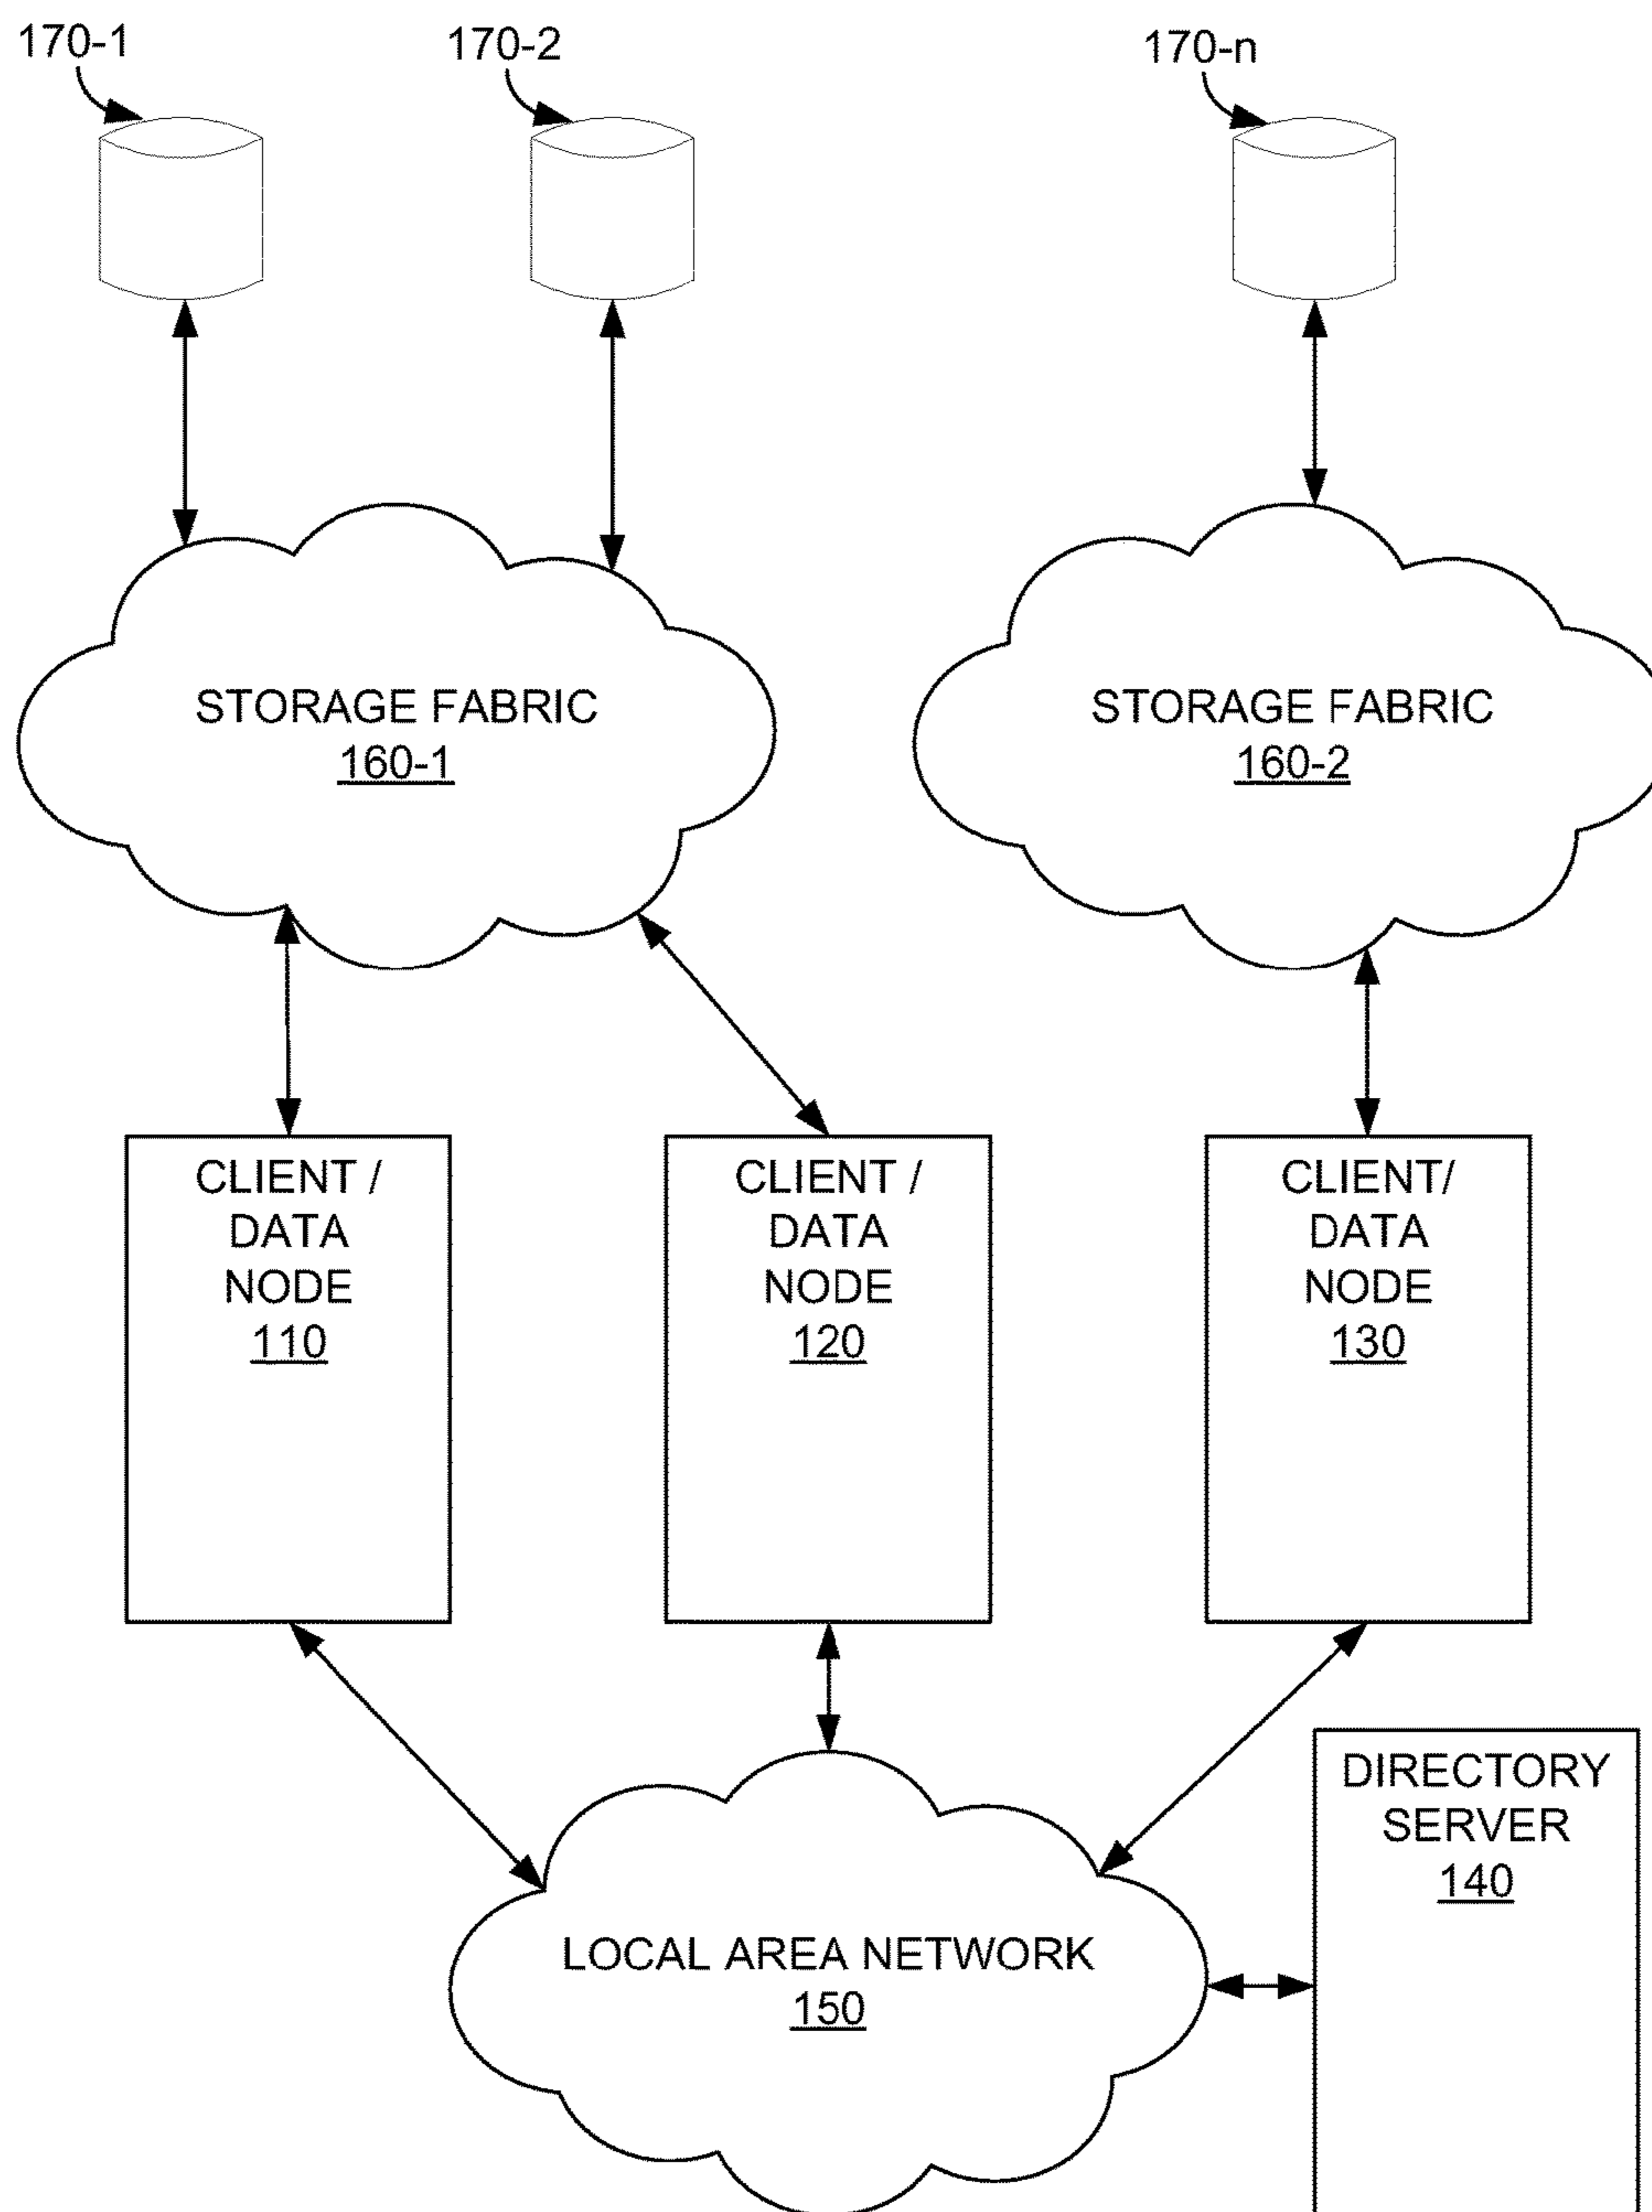 170-1
170-2
170-n
STORAGE FABRIC
160-1
STORAGE FABRIC
160-2
CLIENT /
DATA
NODE
110
CLIENT /
DATA
NODE
120
CLIENT/
DATA
NODE
130
DIRECTORY
SERVER
140
LOCAL AREA NETWORK
150